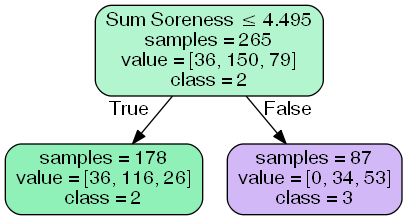 Sum Soreness ≤ 4.495
samples = 265
value = [36, 150, 79]
class = 2
True
False
samples = 178
value = [36, 116, 26]
class = 2
samples = 87
value = [0, 34, 53]
class = 3